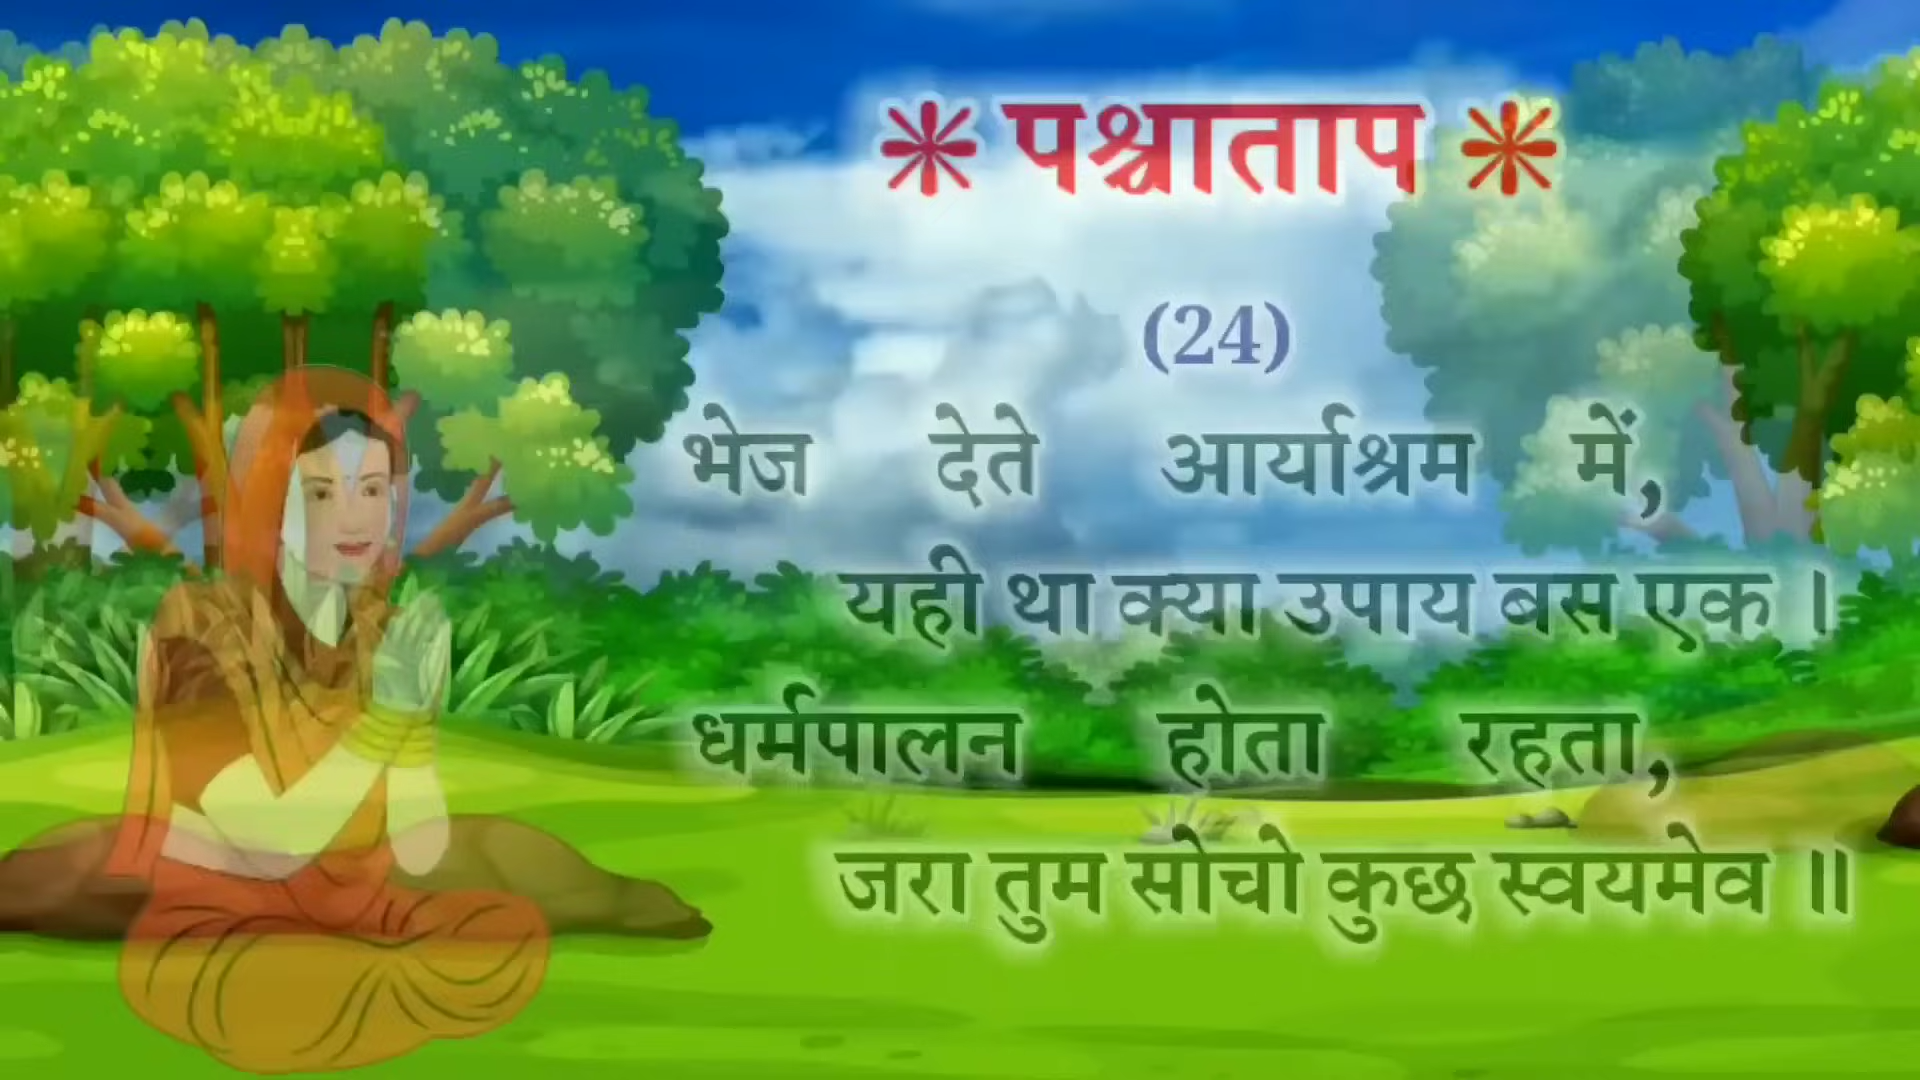 * पश्चाताप *
(24)
भेज देते आर्याश्रम में,
यही था क्या उपाय बस एक ।
धर्मपालन होता रहता,
जरा तुम सोचो कुछ स्वयमेव ॥